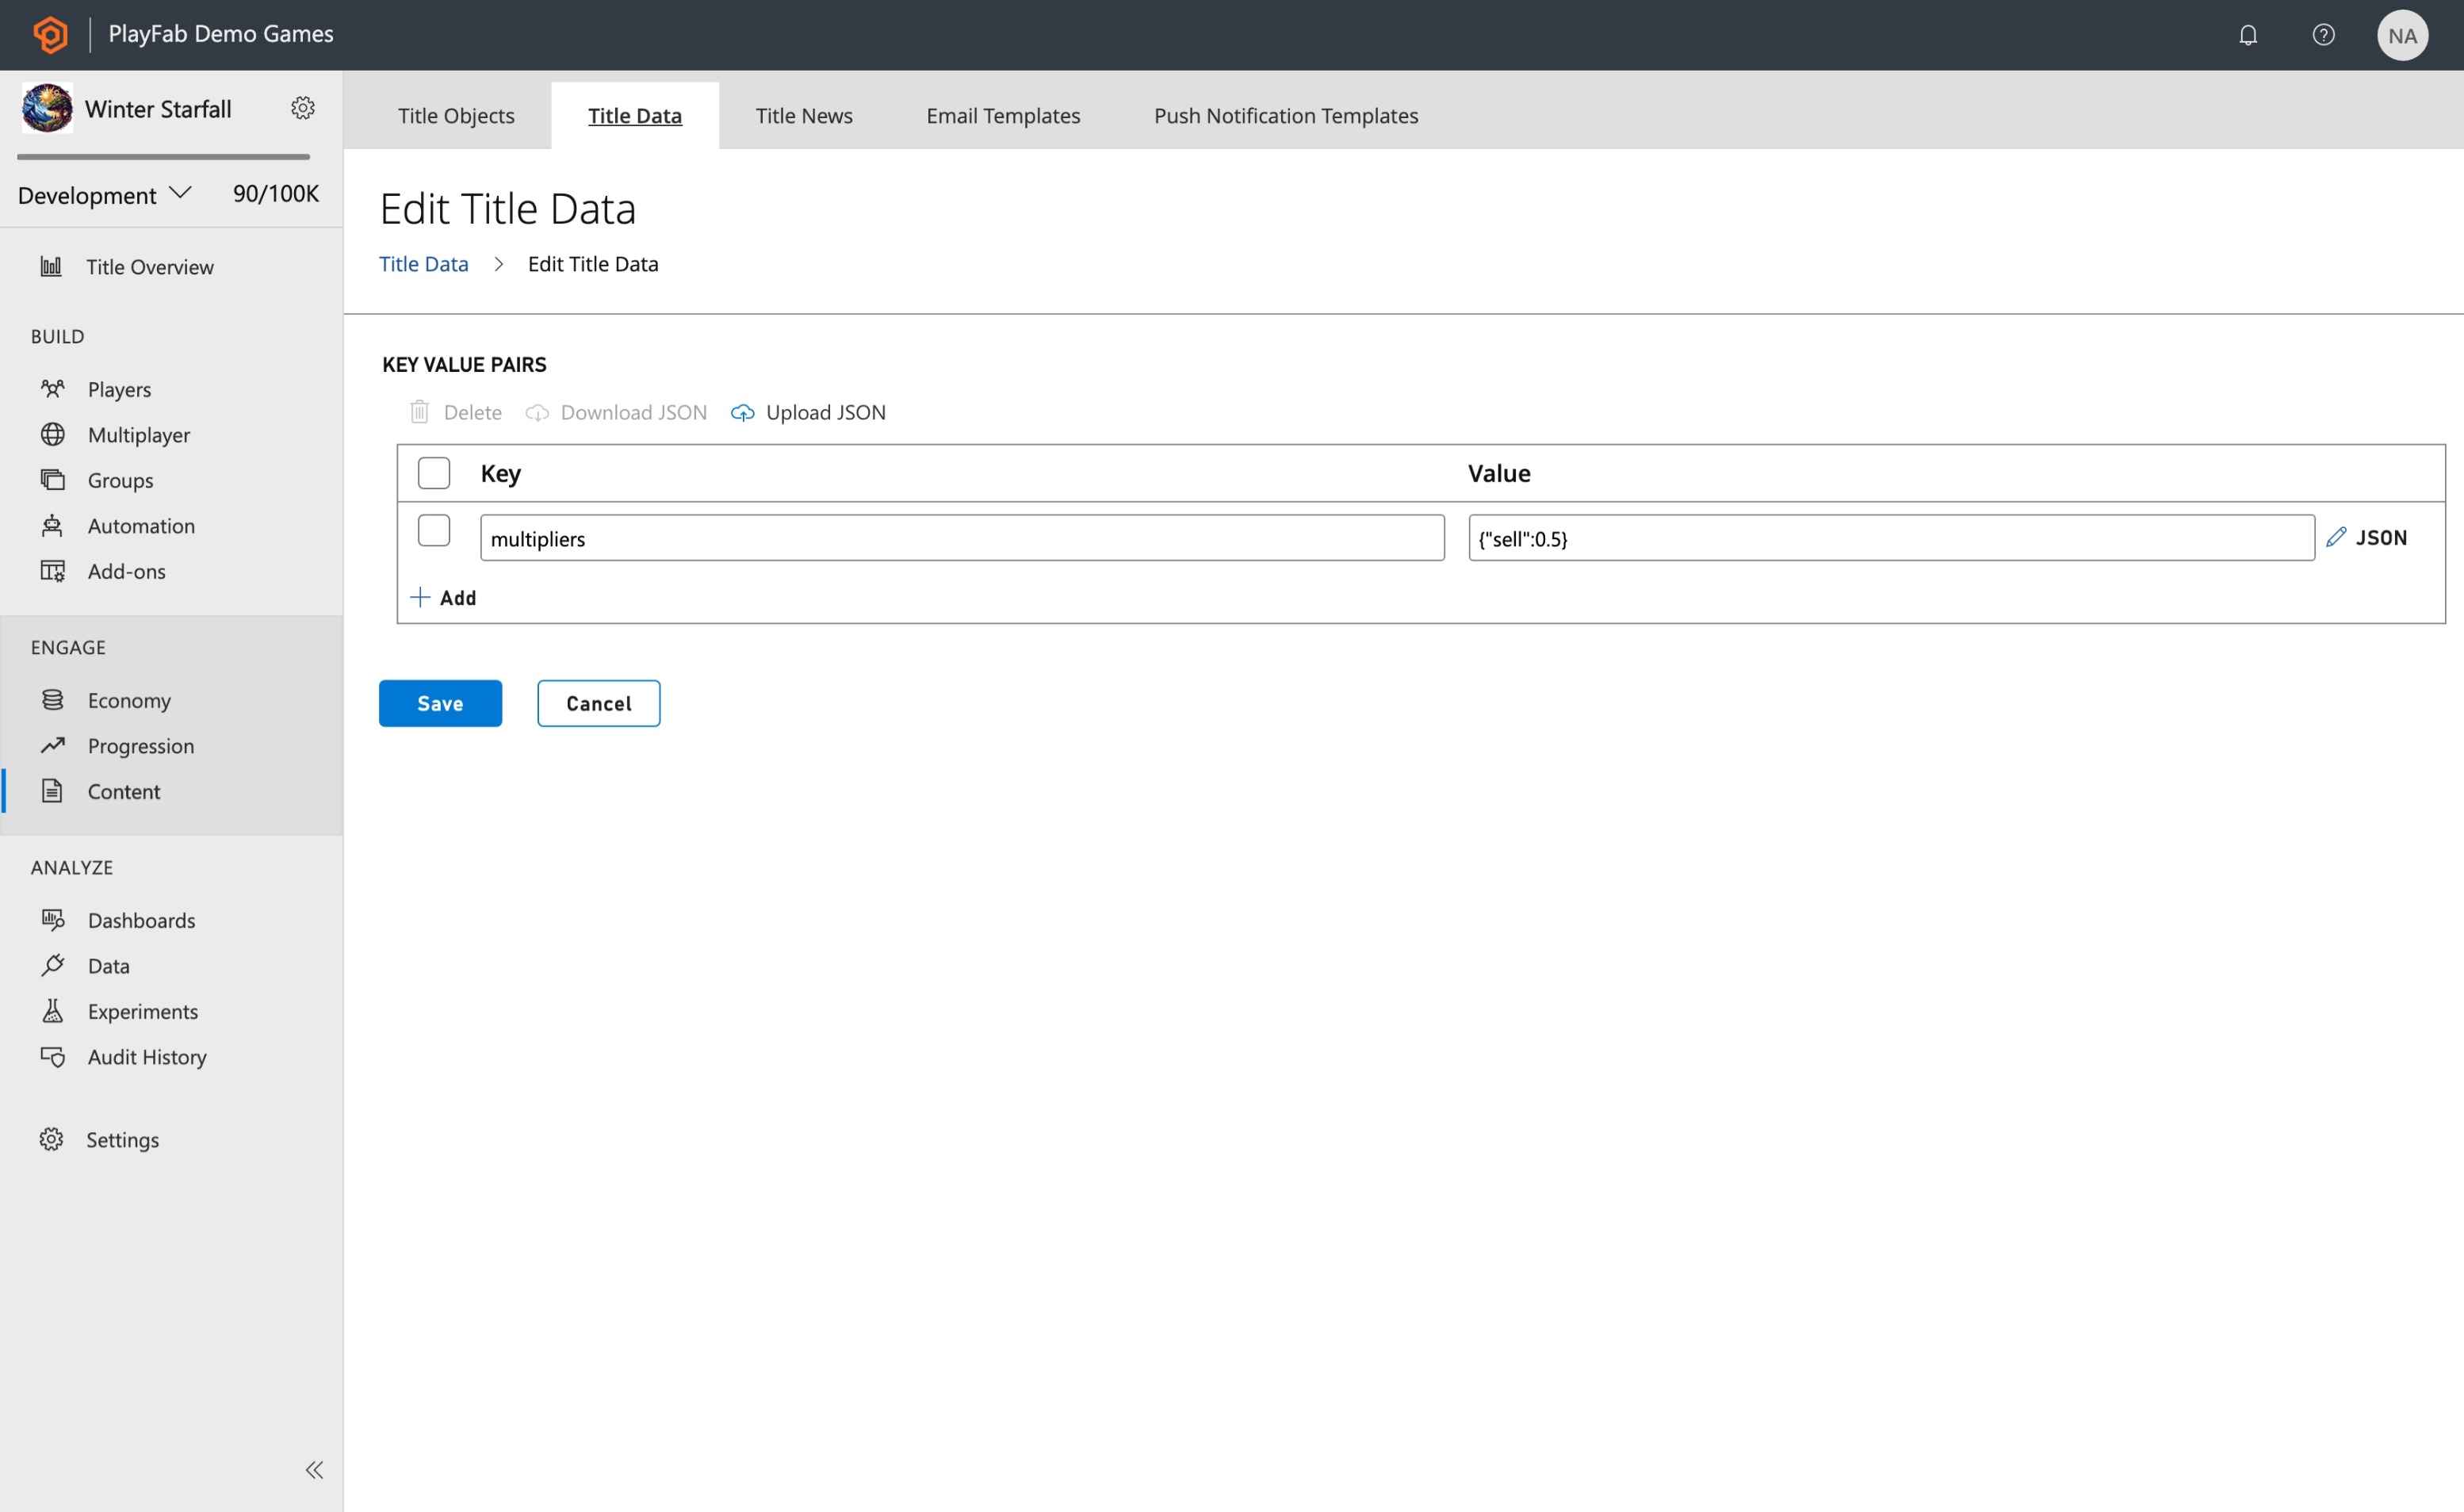 PlayFab Demo Games
NA
Winter Starfall
Development 90/100K
Title Overview
BUILD
Players
Multiplayer
Groups
Automation
Add-ons
ENGAGE
Economy
Progression
Content
ANALYZE
Dashboards
Data
Experiments
Audit History
Settings
Title Objects Title Data Title News Email Templates Push Notification Templates
Edit Title Data
Title Data > Edit Title Data
KEY VALUE PAIRS
Delete Download JSON Upload JSON
Key Value
multipliers {"sell":0.5} JSON
Add
Save Cancel